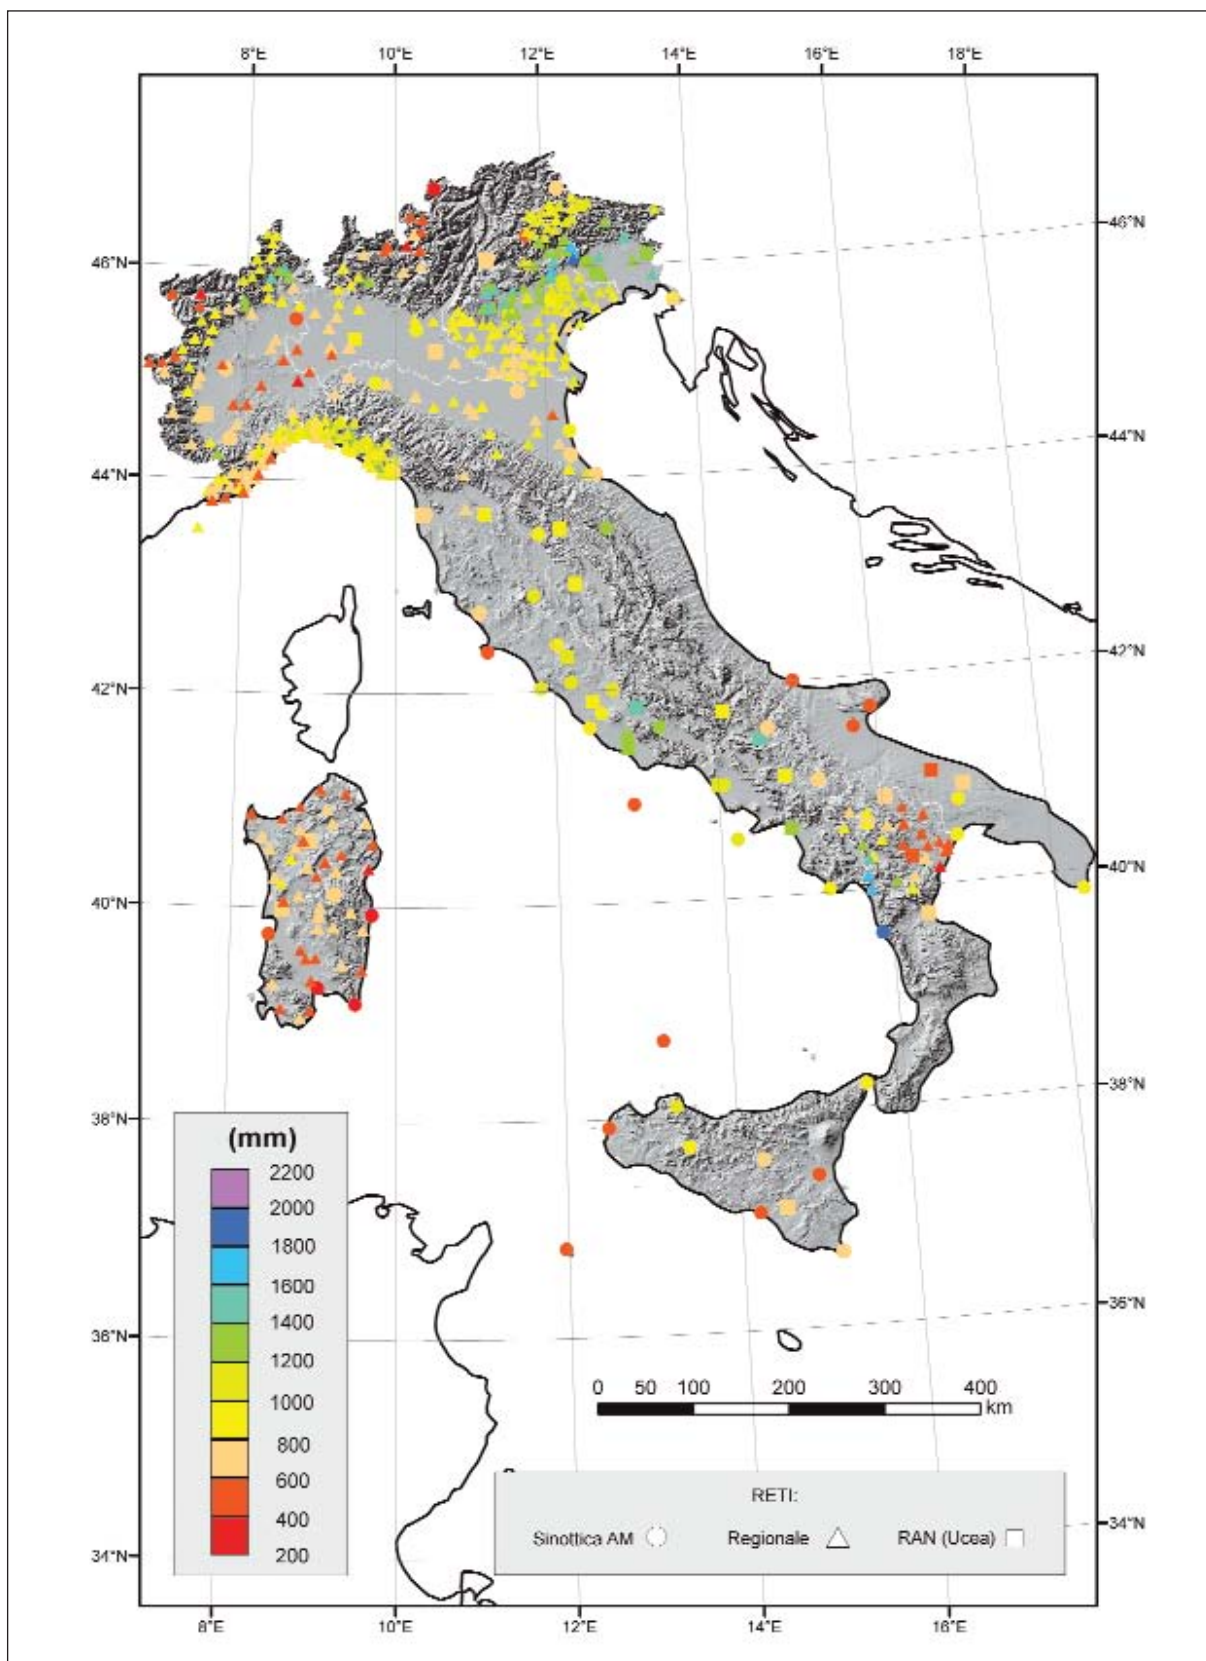 8°E 10°E 12°E 14°E 16°E 18°E
46°N
46°N
44°N
44°N
42°N
42°N
40°N
40°N
38°N
38°N
36°N
36°N
34°N
34°N
(mm)
2200
2000
1800
1600
1400
1200
1000
800
600
400
200
0 50 100 200 300 400
km
RETI:
Sinottica AM Regionale RAN (Ucea)
8°E 10°E 12°E 14°E 16°E